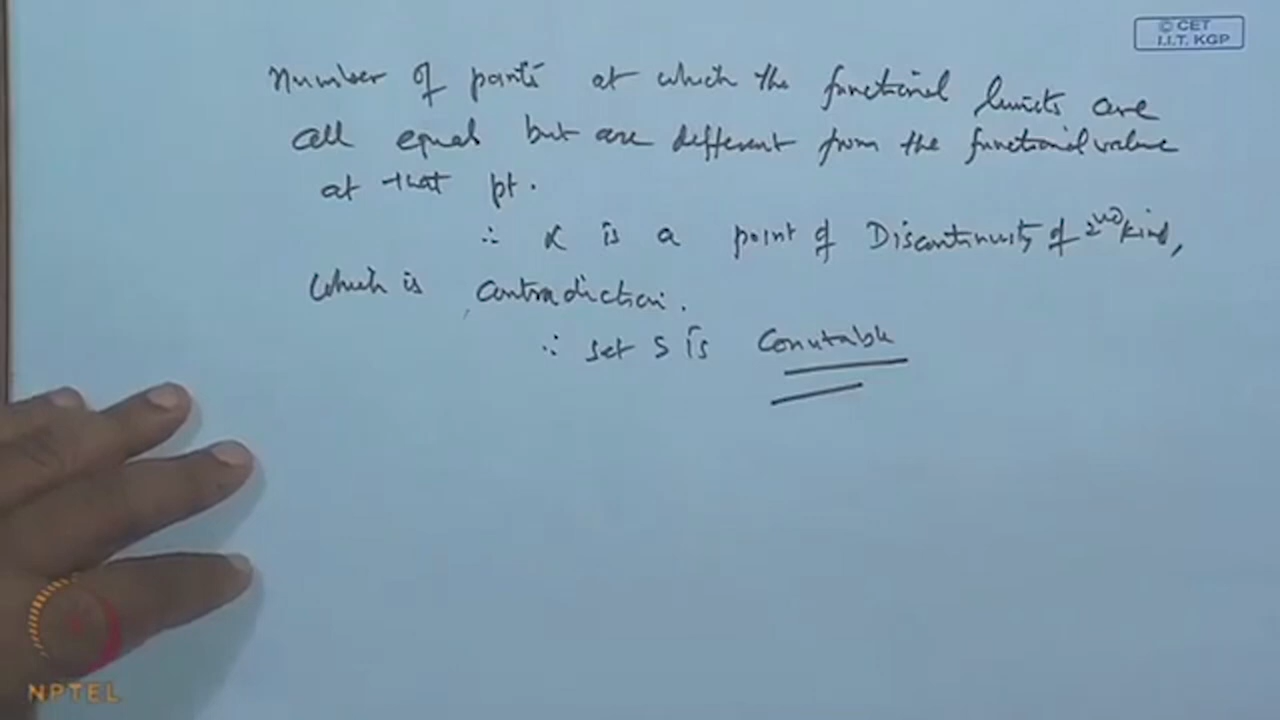 © CET
I.I.T. KGP
Number of points at which the functional limits are
all equal but are different from the functional value
at that pt.
∴ α is a point of Discontinuity of 2nd kind,
which is contradiction.
∴ set S is Conutable
NPTEL